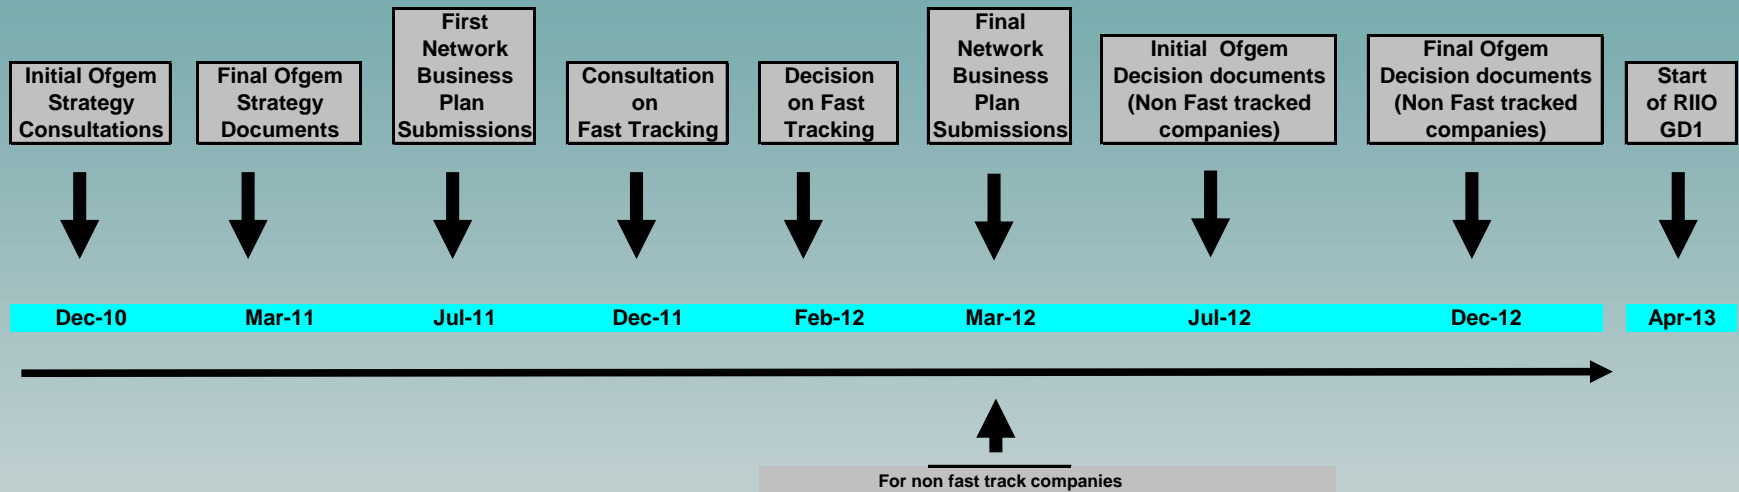 Initial Ofgem
Strategy
Consultations
Final Ofgem
Strategy
Documents
First
Network
Business
Plan
Submissions
Consultation
on
Fast Tracking
Decision
on Fast
Tracking
Final
Network
Business
Plan
Submissions
Initial  Ofgem
Decision documents
(Non Fast tracked
companies)
Final Ofgem
Decision documents
(Non Fast tracked
companies)
Start
of RIIO
GD1
Dec-10
Mar-11
Jul-11
Dec-11
Feb-12
Mar-12
Jul-12
Dec-12
Apr-13
For non fast track companies